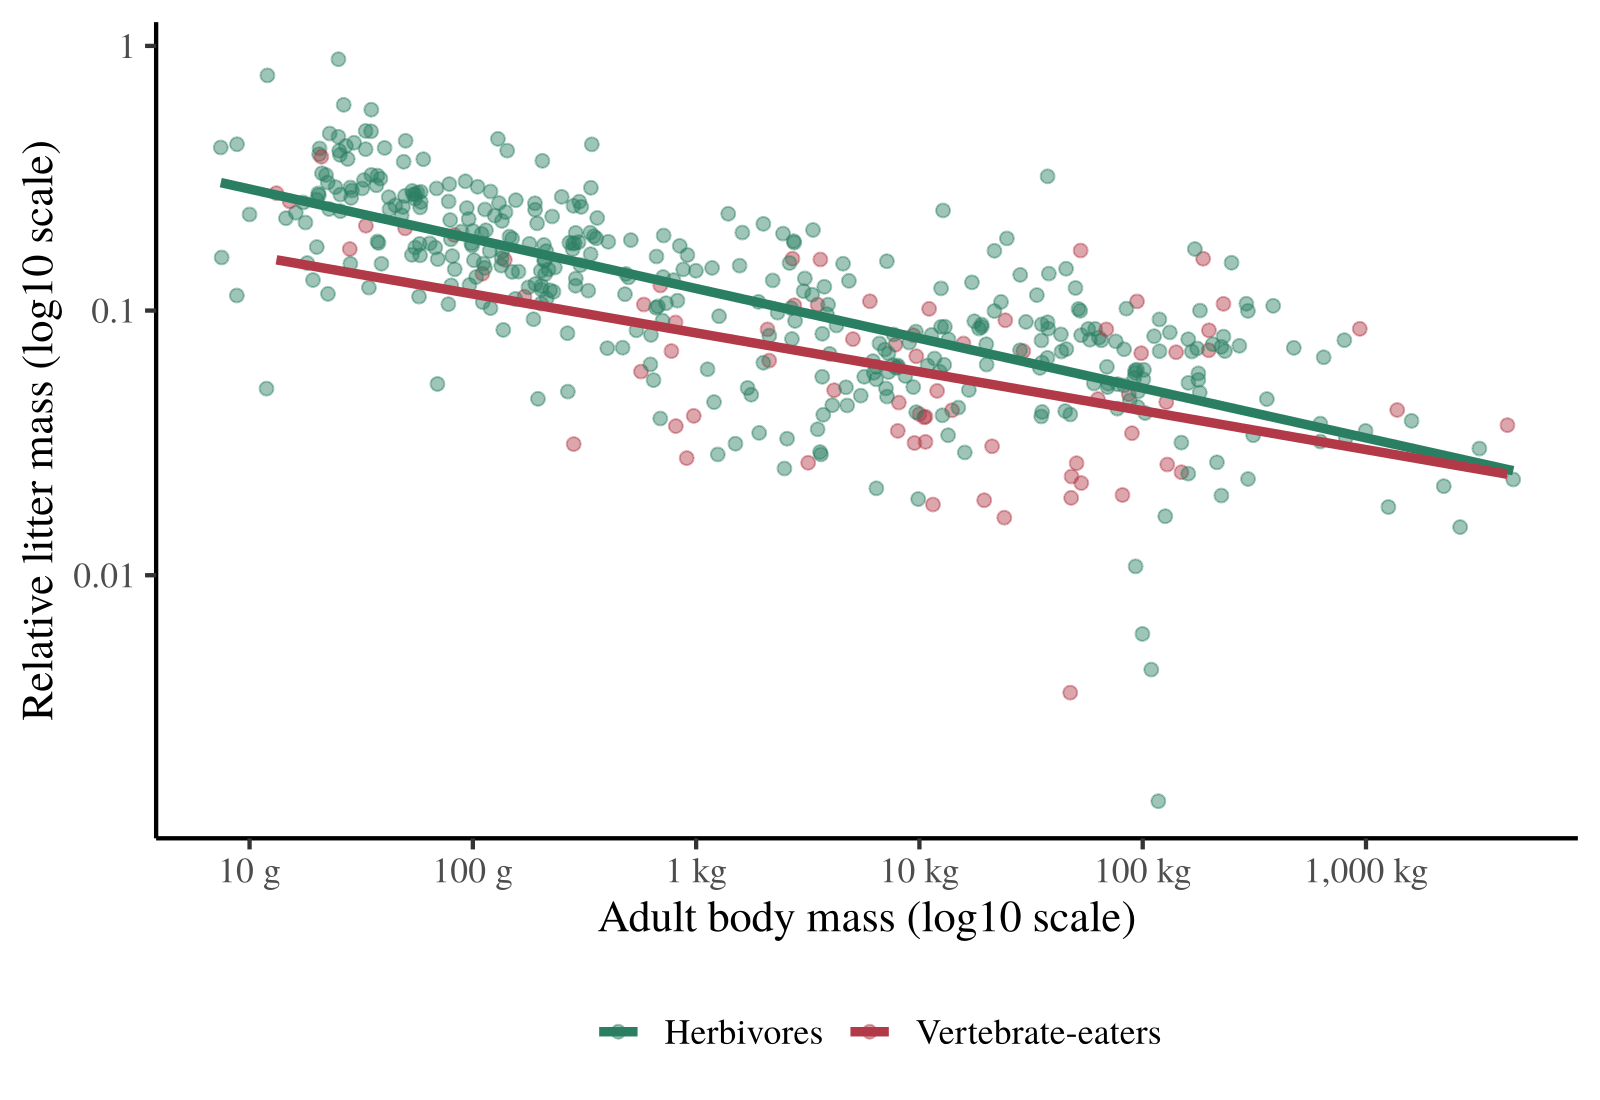 Relative litter mass (log10 scale)
1
0.1
0.01
10 g
100 g
1 kg
10 kg
100 kg
1,000 kg
Adult body mass (log10 scale)
Herbivores
Vertebrate-eaters